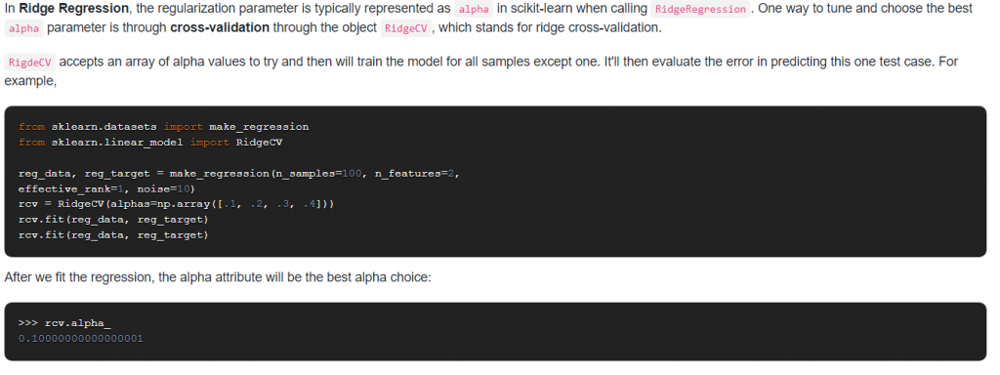 In Ridge Regression, the regularization parameter is typically represented as alpha in scikit-learn when calling RidgeRegression. One way to tune and choose the best
alpha parameter is through cross-validation through the object RidgeCV, which stands for ridge cross-validation.
RigdeCV accepts an array of alpha values to try and then will train the model for all samples except one. It'll then evaluate the error in predicting this one test case. For
example,
from sklearn.datasets import make_regression
from sklearn.linear_model import RidgeCV
reg_data, reg_target = make_regression(n_samples=100, n_features=2,
effective_rank=1, noise=10)
rcv = RidgeCV(alphas=np.array([.1, .2, .3, .4]))
rcv.fit(reg_data, reg_target)
rcv.fit(reg_data, reg_target)
After we fit the regression, the alpha attribute will be the best alpha choice:
>>> rcv.alpha_
0.10000000000000001